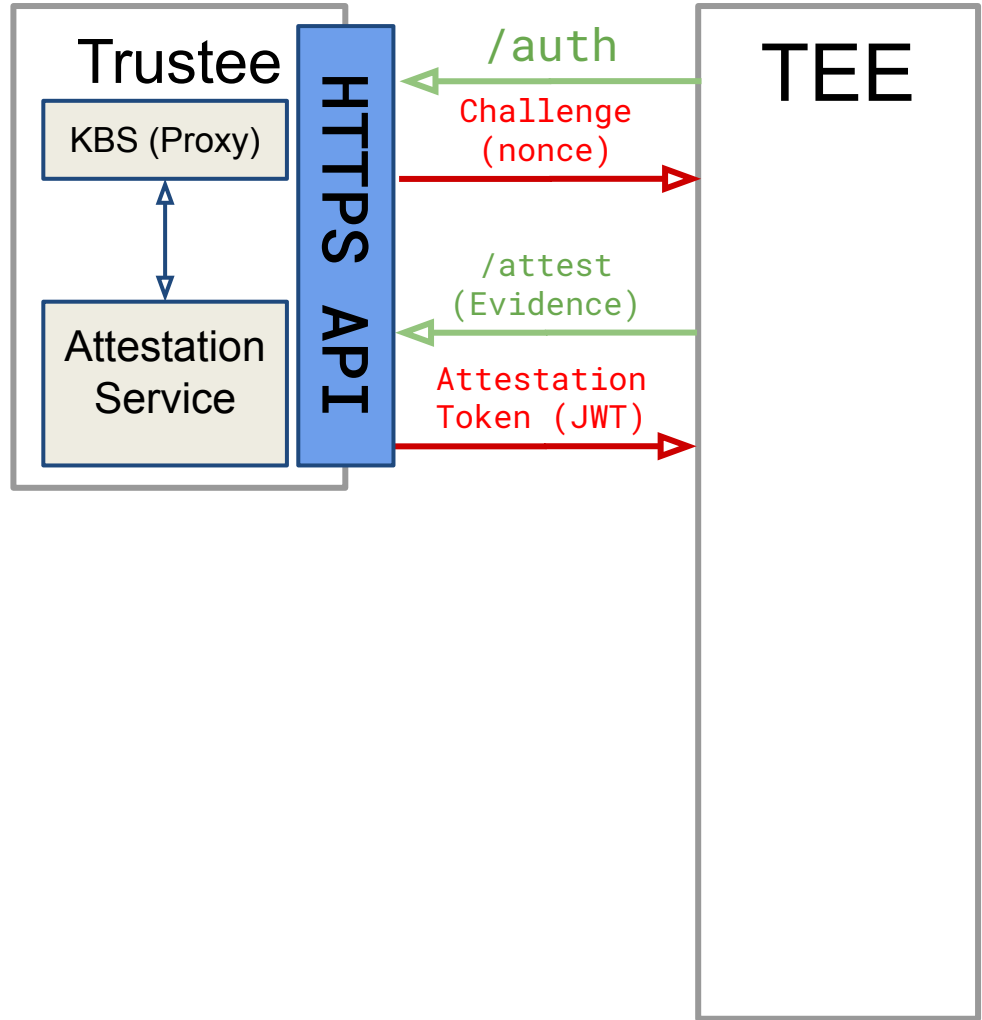 Trustee
KBS (Proxy)
Attestation
Service
HTTPS API
/auth
Challenge
(nonce)
/attest
(Evidence)
Attestation
Token (JWT)
TEE